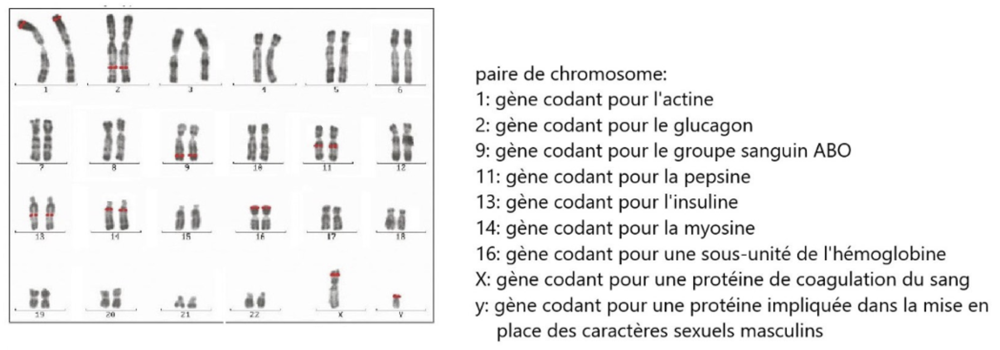 1 2 3 4 5 6
7 8 9 10 11 12
13 14 15 16 17 18
19 20 21 22 X Y
paire de chromosome:
1: gène codant pour l'actine
2: gène codant pour le glucagon
9: gène codant pour le groupe sanguin ABO
11: gène codant pour la pepsine
13: gène codant pour l'insuline
14: gène codant pour la myosine
16: gène codant pour une sous-unité de l'hémoglobine
X: gène codant pour une protéine de coagulation du sang
y: gène codant pour une protéine impliquée dans la mise en
place des caractères sexuels masculins